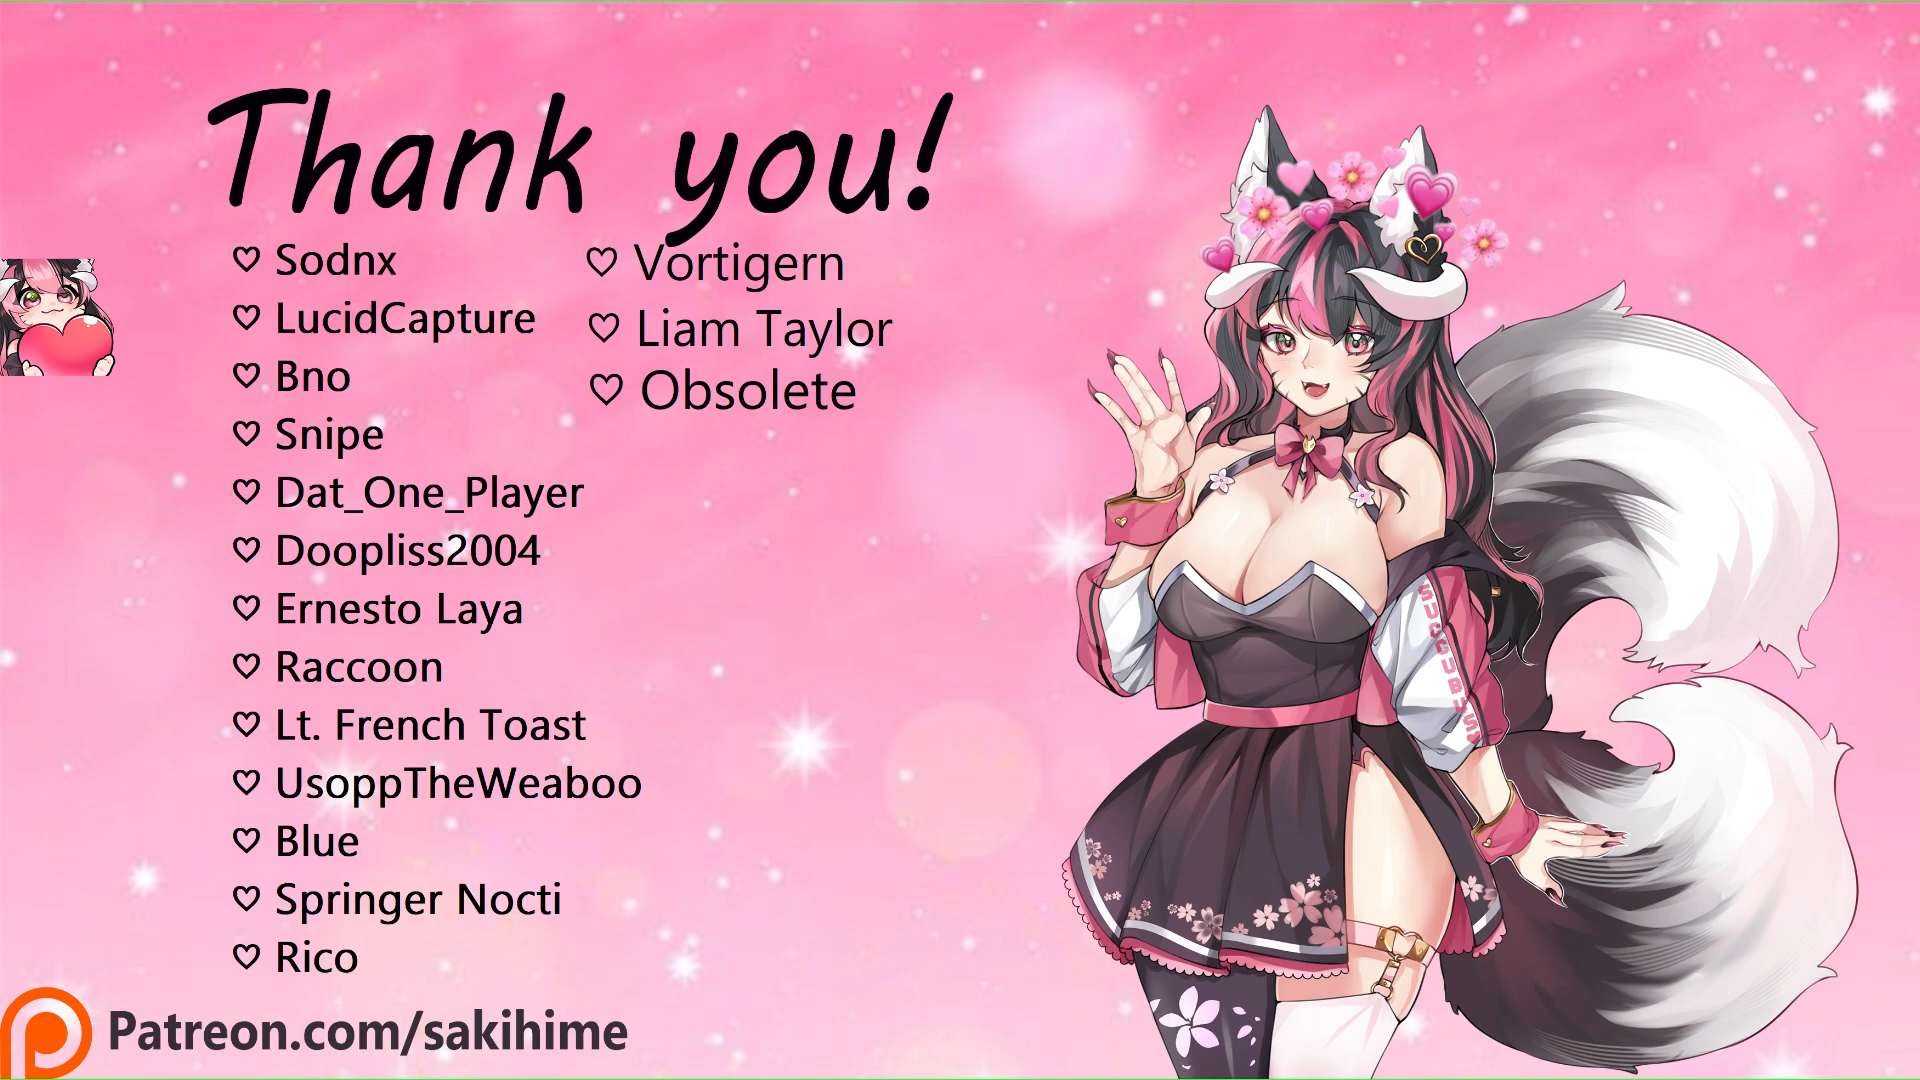 Thank you!
♡ Sodnx
♡ LucidCapture
♡ Bno
♡ Snipe
♡ Dat_One_Player
♡ Doopliss2004
♡ Ernesto Laya
♡ Raccoon
♡ Lt. French Toast
♡ UsoppTheWeaboo
♡ Blue
♡ Springer Nocti
♡ Rico
♡ Vortigern
♡ Liam Taylor
♡ Obsolete
SUCCUBUS
Patreon.com/sakihime